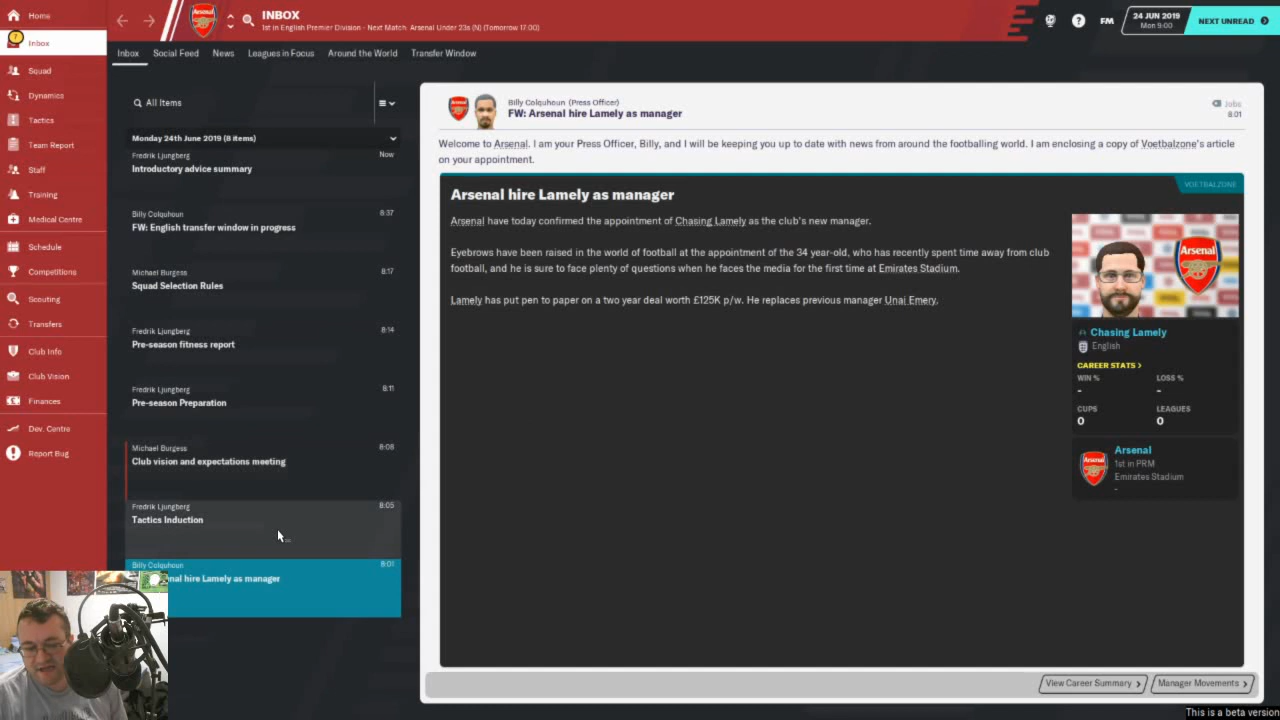 Home
7
Inbox
Squad
Dynamics
Tactics
Team Report
Staff
Training
Medical Centre
Schedule
Competitions
Scouting
Transfers
Club Info
Club Vision
Finances
Dev. Centre
Report Bug
INBOX
1st in English Premier Division - Next Match: Arsenal Under 23s (N) (Tomorrow 17:00)
FM
24 JUN 2019
Mon 9:00
NEXT UNREAD
Inbox
Social Feed
News
Leagues in Focus
Around the World
Transfer Window
All Items
Monday 24th June 2019 (8 items)
Fredrik Ljungberg
Now
Introductory advice summary
Billy Colquhoun
8:37
FW: English transfer window in progress
Michael Burgess
8:17
Squad Selection Rules
Fredrik Ljungberg
8:14
Pre-season fitness report
Fredrik Ljungberg
8:11
Pre-season Preparation
Michael Burgess
8:08
Club vision and expectations meeting
Fredrik Ljungberg
8:05
Tactics Induction
Billy Colquhoun
8:01
hire Lamely as manager
Billy Colquhoun (Press Officer)
FW: Arsenal hire Lamely as manager
Jobs
8:01
Welcome to Arsenal. I am your Press Officer, Billy, and I will be keeping you up to date with news from around the footballing world. I am enclosing a copy of Voetbalzone's article
on your appointment.
VOETBALZONE
Arsenal hire Lamely as manager
Arsenal have today confirmed the appointment of Chasing Lamely as the club's new manager.
Eyebrows have been raised in the world of football at the appointment of the 34 year-old, who has recently spent time away from club
football, and he is sure to face plenty of questions when he faces the media for the first time at Emirates Stadium.
Lamely has put pen to paper on a two year deal worth £125K p/w. He replaces previous manager Unai Emery.
Arsenal
Chasing Lamely
English
CAREER STATS >
WIN %
LOSS %
-
-
CUPS
LEAGUES
0
0
Arsenal
1st in PRM
Emirates Stadium
-
View Career Summary >
Manager Movements >
This is a beta version